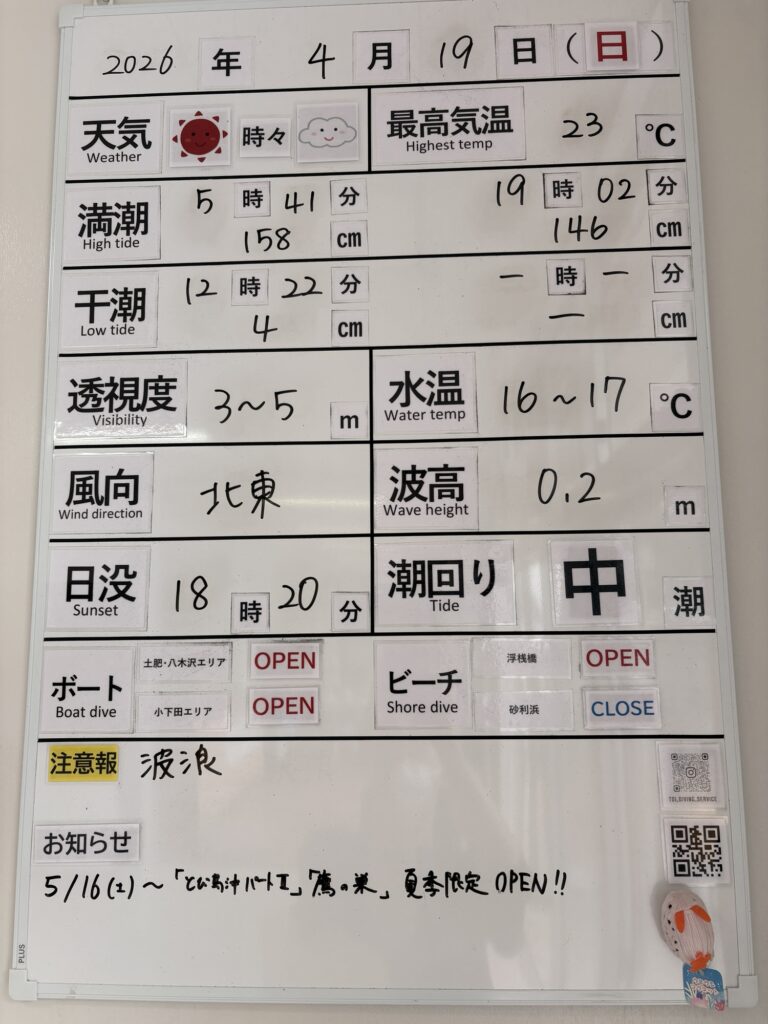 2026 年 4 月 19 日 (日)
天気 時々 最高気温 23 ℃
Weather Highest temp
満潮 5 時 41 分 19 時 02 分
High tide 158 cm 146 cm
干潮 12 時 22 分 ー 時 ー 分
Low tide 4 cm ー cm
透視度 3〜5 m 水温 16〜17 ℃
Visibility Water temp
風向 北東 波高 0.2 m
Wind direction Wave height
日没 18 時 20 分 潮回り 中 潮
Sunset Tide
ボート 土肥・八木沢エリア OPEN ビーチ 浮桟橋 OPEN
Boat dive 小下田エリア OPEN Shore dive 砂利浜 CLOSE
注意報 波浪
TOI_DIVING_SERVICE
お知らせ
5/16(土)〜「とび島沖パートⅡ」「鷹の巣」夏季限定 OPEN!!
PLUS